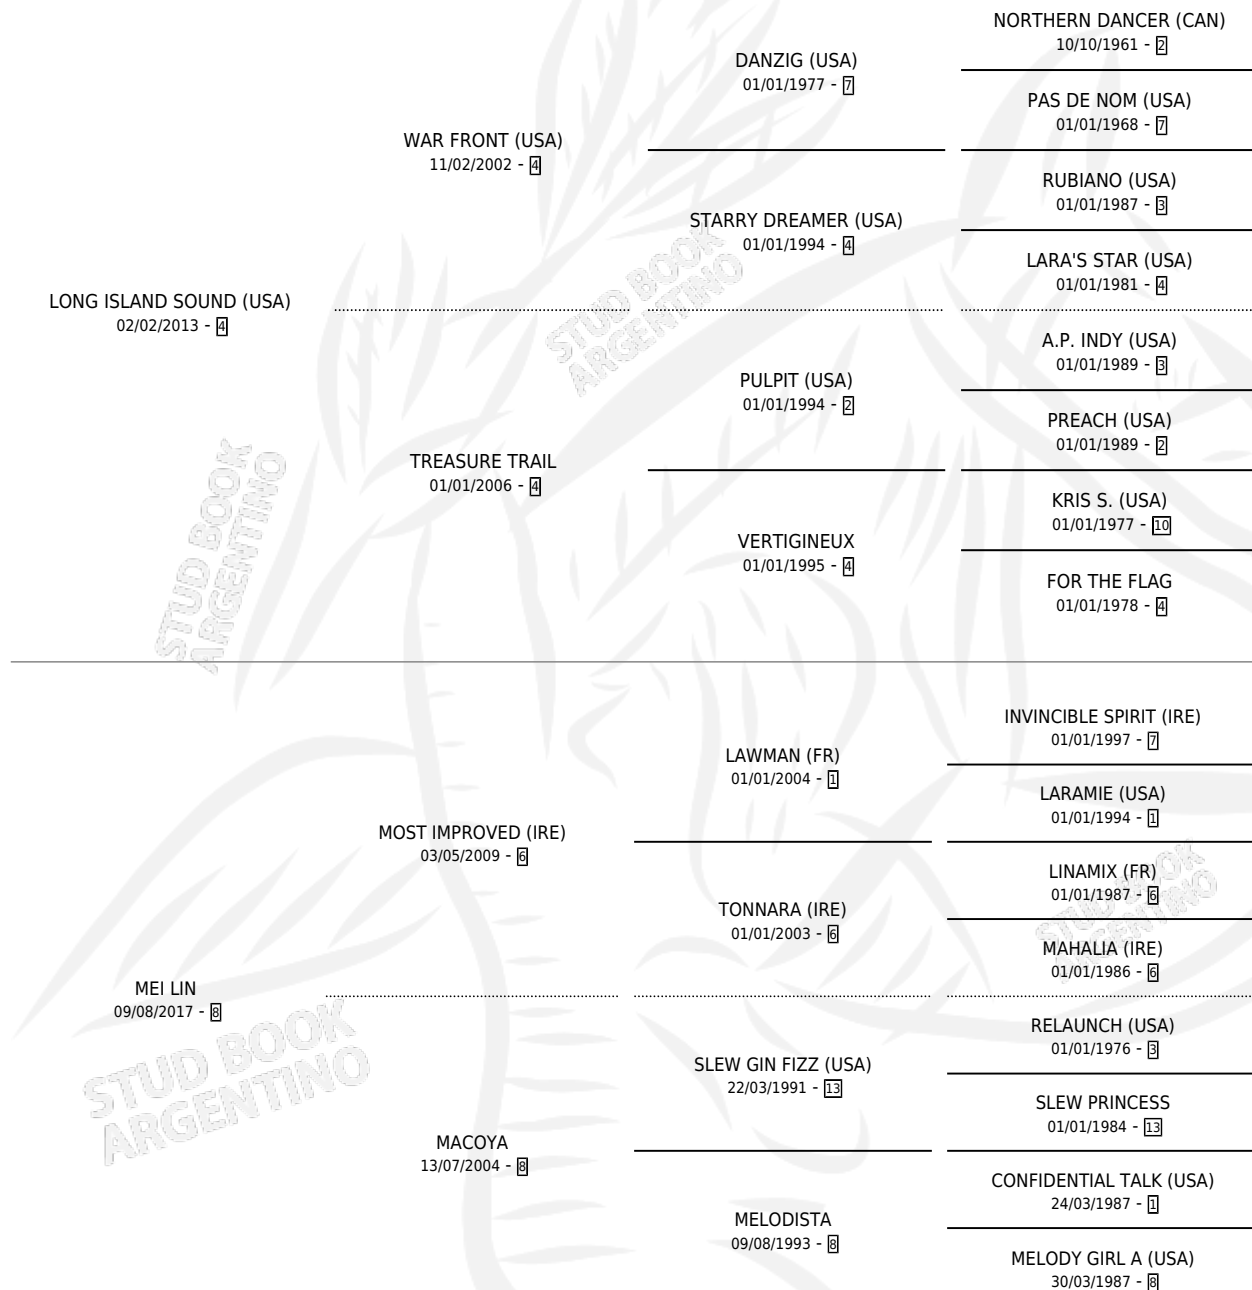 NORTHERN DANCER (CAN)
10/10/1961 - 2
DANZIG (USA)
01/01/1977 - 7
PAS DE NOM (USA)
01/01/1968 - 7
WAR FRONT (USA)
11/02/2002 - 4
RUBIANO (USA)
01/01/1987 - 3
STARRY DREAMER (USA)
01/01/1994 - 4
LARA'S STAR (USA)
01/01/1981 - 4
LONG ISLAND SOUND (USA)
02/02/2013 - 4
STUD BOOK
ARGENTINO
A.P. INDY (USA)
01/01/1989 - 3
PULPIT (USA)
01/01/1994 - 2
PREACH (USA)
01/01/1989 - 2
TREASURE TRAIL
01/01/2006 - 4
KRIS S. (USA)
01/01/1977 - 10
VERTIGINEUX
01/01/1995 - 4
FOR THE FLAG
01/01/1978 - 4
STUD BOOK
ARGENTINO
INVINCIBLE SPIRIT (IRE)
01/01/1997 - 7
LAWMAN (FR)
01/01/2004 - 1
LARAMIE (USA)
01/01/1994 - 1
MOST IMPROVED (IRE)
03/05/2009 - 6
LINAMIX (FR)
01/01/1987 - 6
TONNARA (IRE)
01/01/2003 - 6
STUD BOOK
ARGENTINO
MAHALIA (IRE)
01/01/1986 - 6
MEI LIN
09/08/2017 - 8
STUD BOOK
ARGENTINO
RELAUNCH (USA)
01/01/1976 - 3
SLEW GIN FIZZ (USA)
22/03/1991 - 13
SLEW PRINCESS
01/01/1984 - 13
MACOYA
13/07/2004 - 8
CONFIDENTIAL TALK (USA)
24/03/1987 - 1
MELODISTA
09/08/1993 - 8
MELODY GIRL A (USA)
30/03/1987 - 8